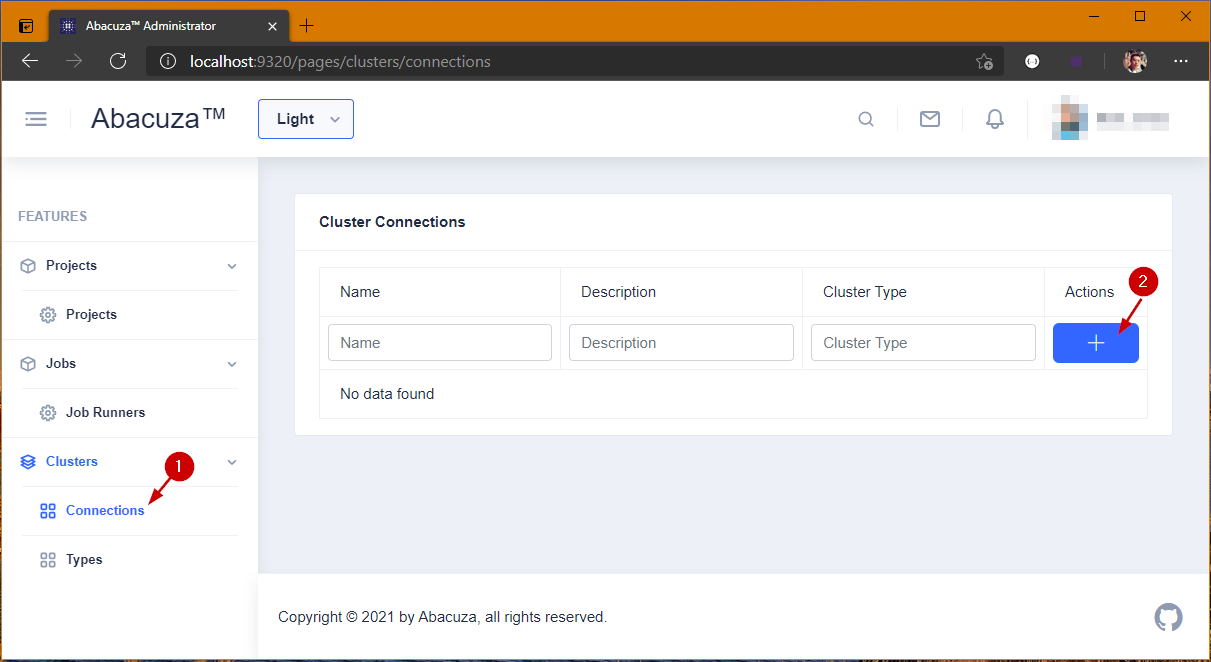 Abacuza™ Administrator
localhost:9320/pages/clusters/connections
Abacuza™
Light
FEATURES
Projects
Projects
Jobs
Job Runners
Clusters
1
Connections
Types
Cluster Connections
Name Description Cluster Type Actions
2
Name Description Cluster Type
No data found
Copyright © 2021 by Abacuza, all rights reserved.